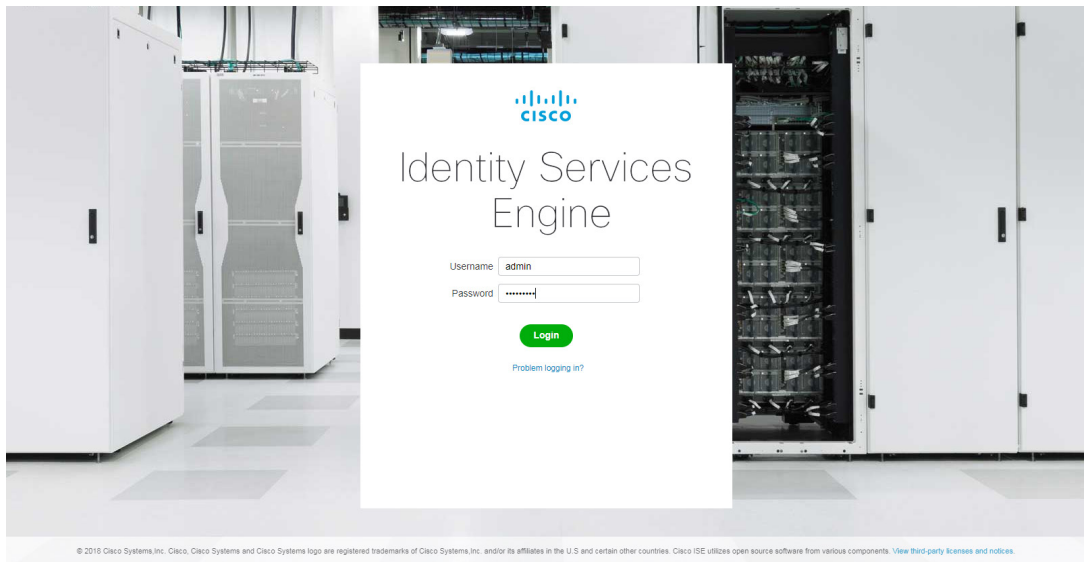 CISCO
Identity Services
Engine
Username admin
Password •••••••••
Login
Problem logging in?
© 2018 Cisco Systems,Inc. Cisco, Cisco Systems and Cisco Systems logo are registered trademarks of Cisco Systems,Inc. and/or its affiliates in the U.S and certain other countries. Cisco ISE utilizes open source software from various components. View third-party licenses and notices.